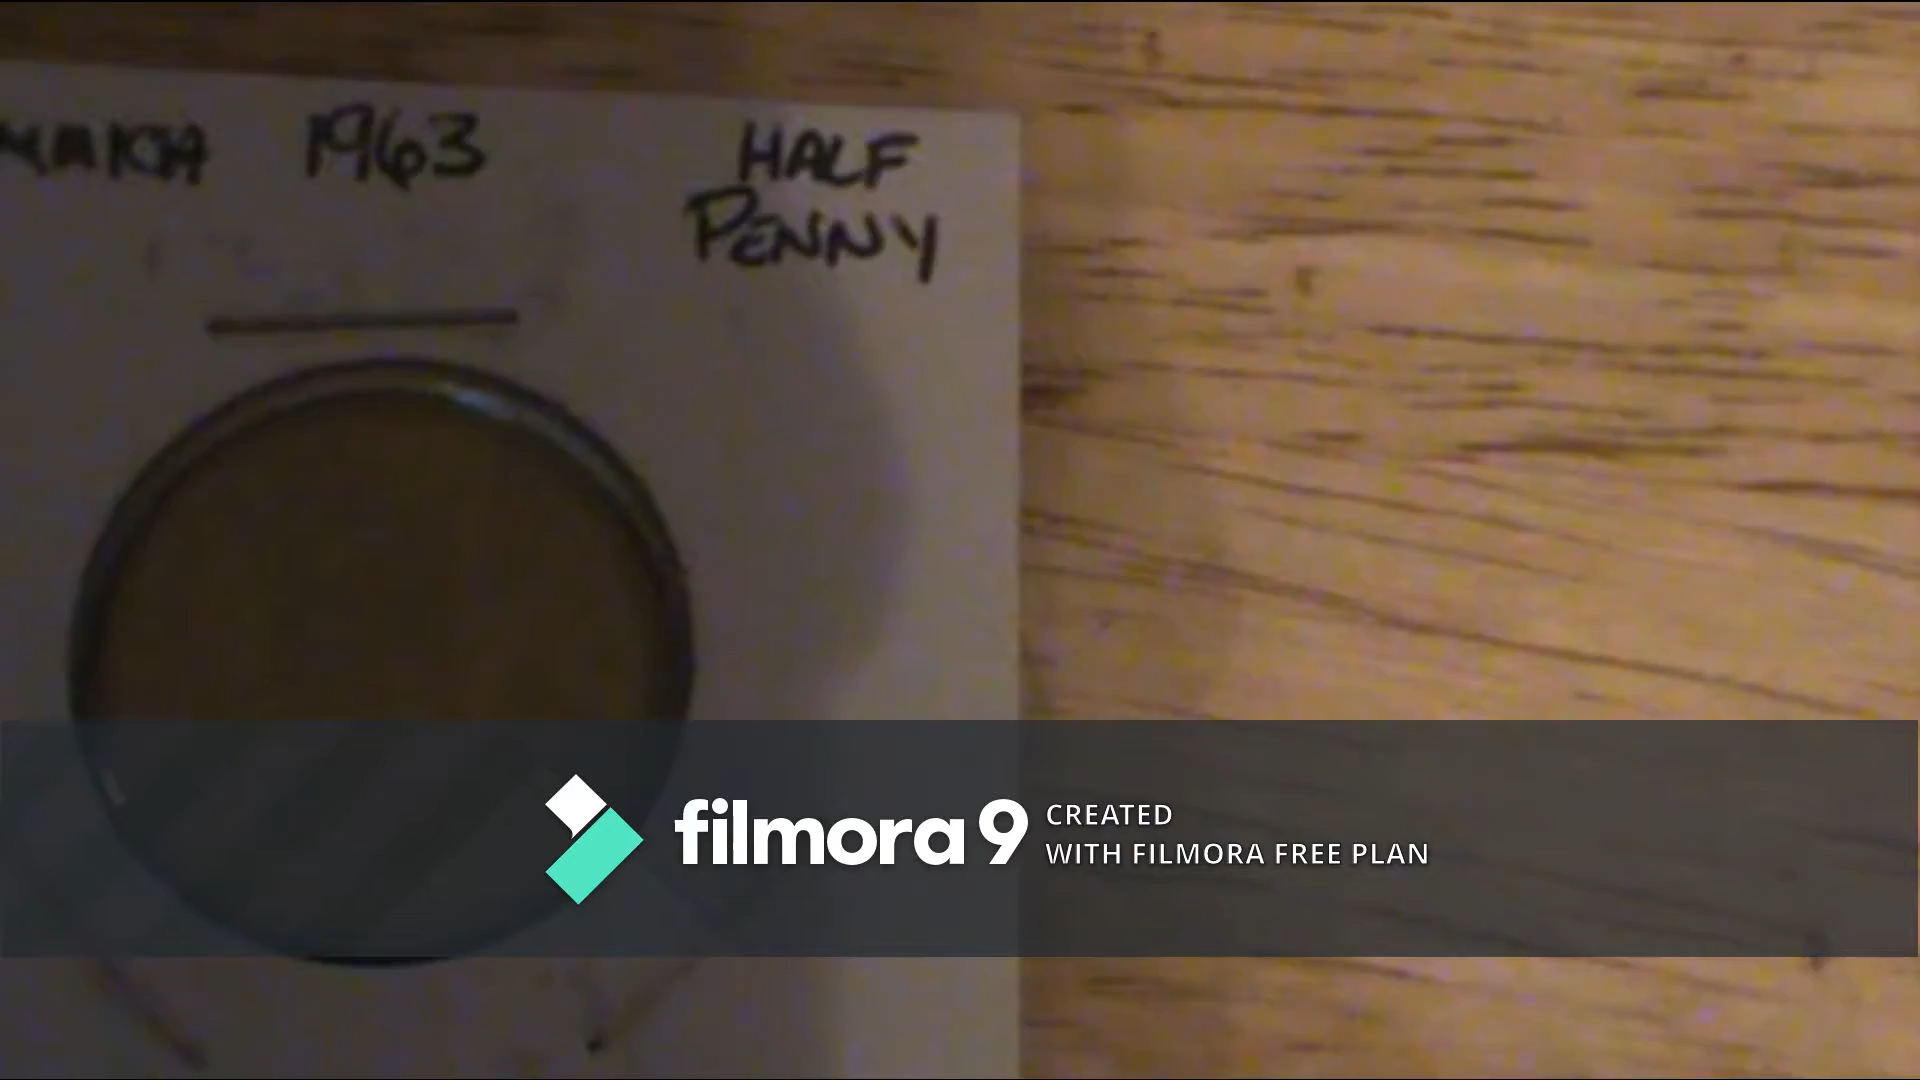 1963
HALF
PENNY
filmora 9
CREATED
WITH FILMORA FREE PLAN